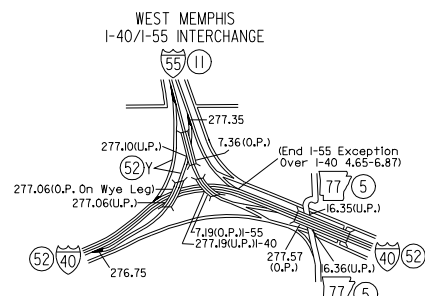 WEST MEMPHIS
I-40/I-55 INTERCHANGE
55 11
277.35
277.10(U.P.)
7.36(O.P.)
52 Y
(End I-55 Exception
Over I-40 4.65-6.87)
77 5
277.06(O.P. On Wye Leg)
277.06(U.P.)
16.35(U.P.)
7.19(O.P.)I-55
277.19(U.P.)I-40
52 40
40 52
277.57
(O.P.)
16.36(U.P.)
276.75
77 5